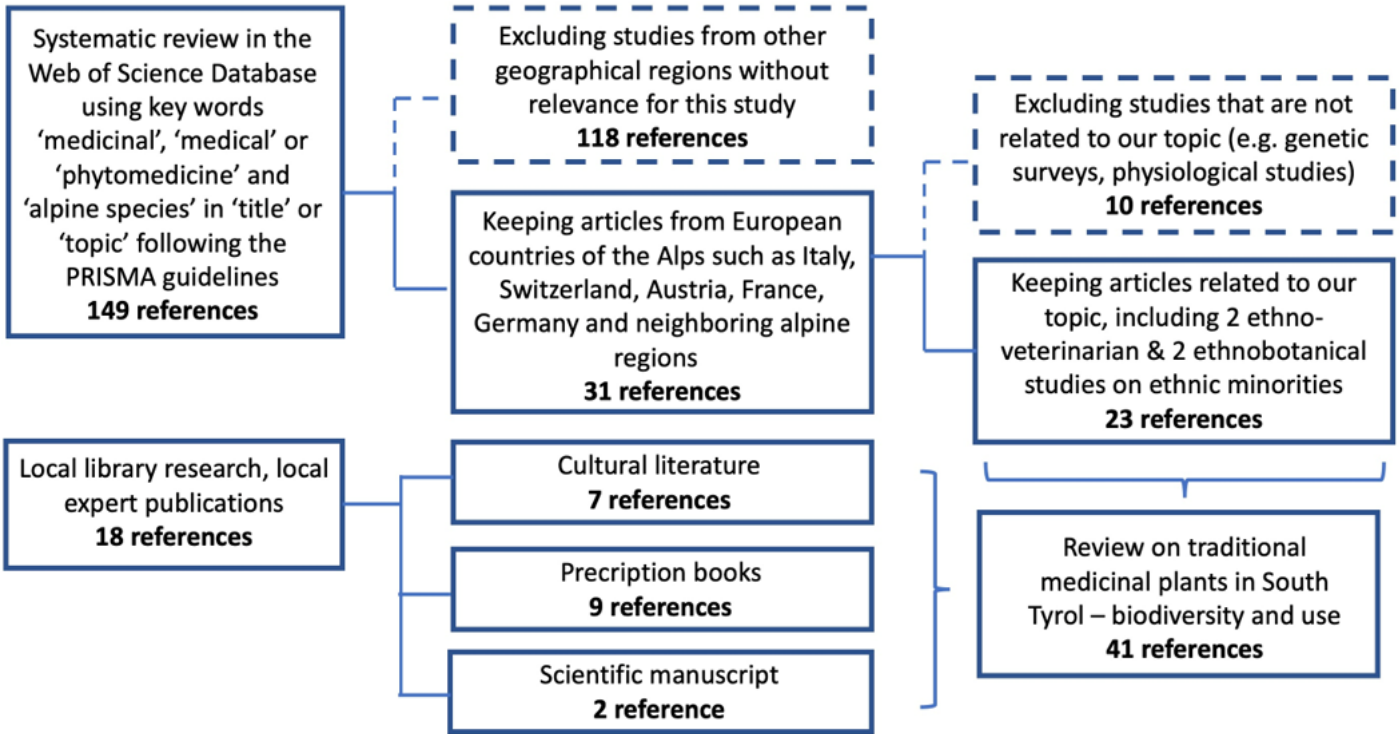 Systematic review in the
Web of Science Database
using key words
‘medicinal’, ‘medical’ or
‘phytomedicine’ and
‘alpine species’ in ‘title’ or
‘topic’ following the
PRISMA guidelines
149 references
Excluding studies from other
geographical regions without
relevance for this study
118 references
Keeping articles from European
countries of the Alps such as Italy,
Switzerland, Austria, France,
Germany and neighboring alpine
regions
31 references
Excluding studies that are not
related to our topic (e.g. genetic
surveys, physiological studies)
10 references
Keeping articles related to our
topic, including 2 ethno-
veterinarian & 2 ethnobotanical
studies on ethnic minorities
23 references
Local library research, local
expert publications
18 references
Cultural literature
7 references
Precription books
9 references
Scientific manuscript
2 reference
Review on traditional
medicinal plants in South
Tyrol – biodiversity and use
41 references